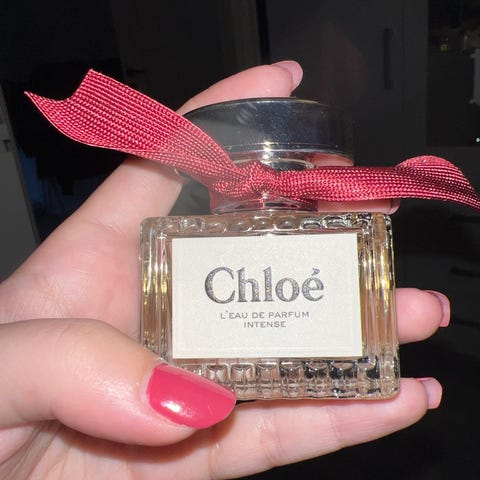 Chloé
L'EAU DE PARFUM
INTENSE